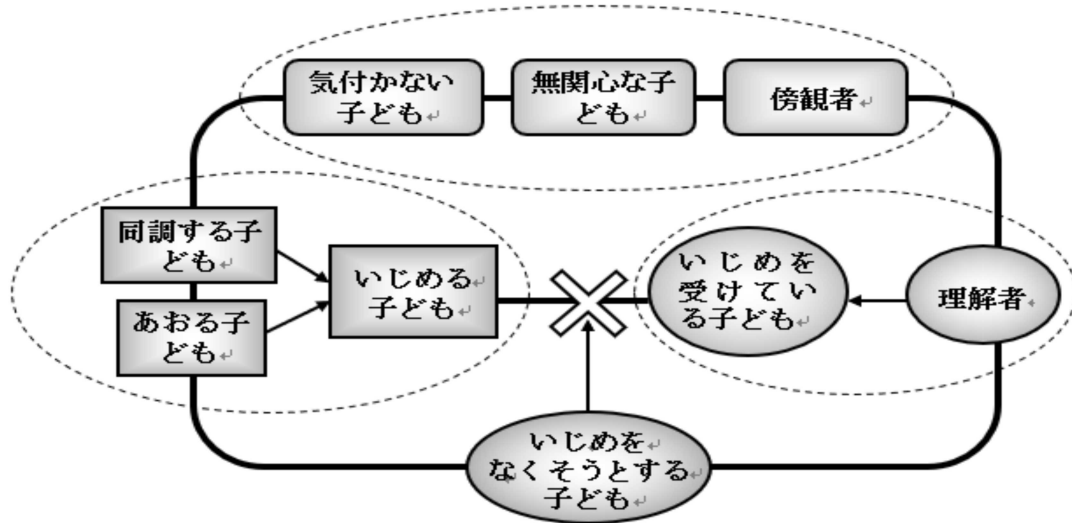 気付かない
子ども
無関心な子
ども
傍観者
同調する子
ども
あおる子
ども
いじめる
子ども
いじめを
受けてい
る子ども
理解者
いじめを
なくそうとする
子ども